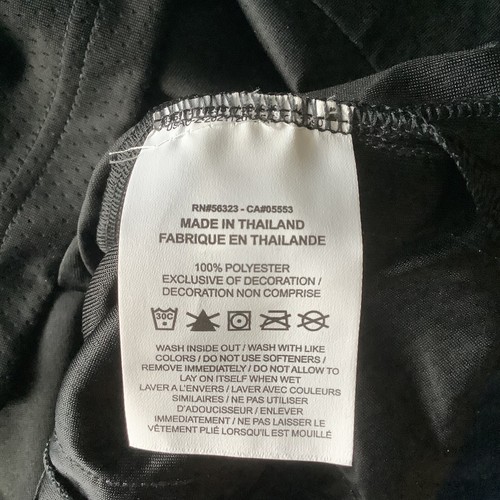 RN#56323 - CA#05553
MADE IN THAILAND
FABRIQUE EN THAILANDE
100% POLYESTER
EXCLUSIVE OF DECORATION /
DECORATION NON COMPRISE
30C
WASH INSIDE OUT / WASH WITH LIKE
COLORS / DO NOT USE SOFTENERS /
REMOVE IMMEDIATELY / DO NOT ALLOW TO
LAY ON ITSELF WHEN WET
LAVER A L'ENVERS / LAVER AVEC COULEURS
SIMILAIRES / NE PAS UTILISER
D'ADOUCISSEUR / ENLEVER
IMMEDIATEMENT / NE PAS LAISSER LE
VÊTEMENT PLIÉ LORSQU'IL EST MOUILLÉ